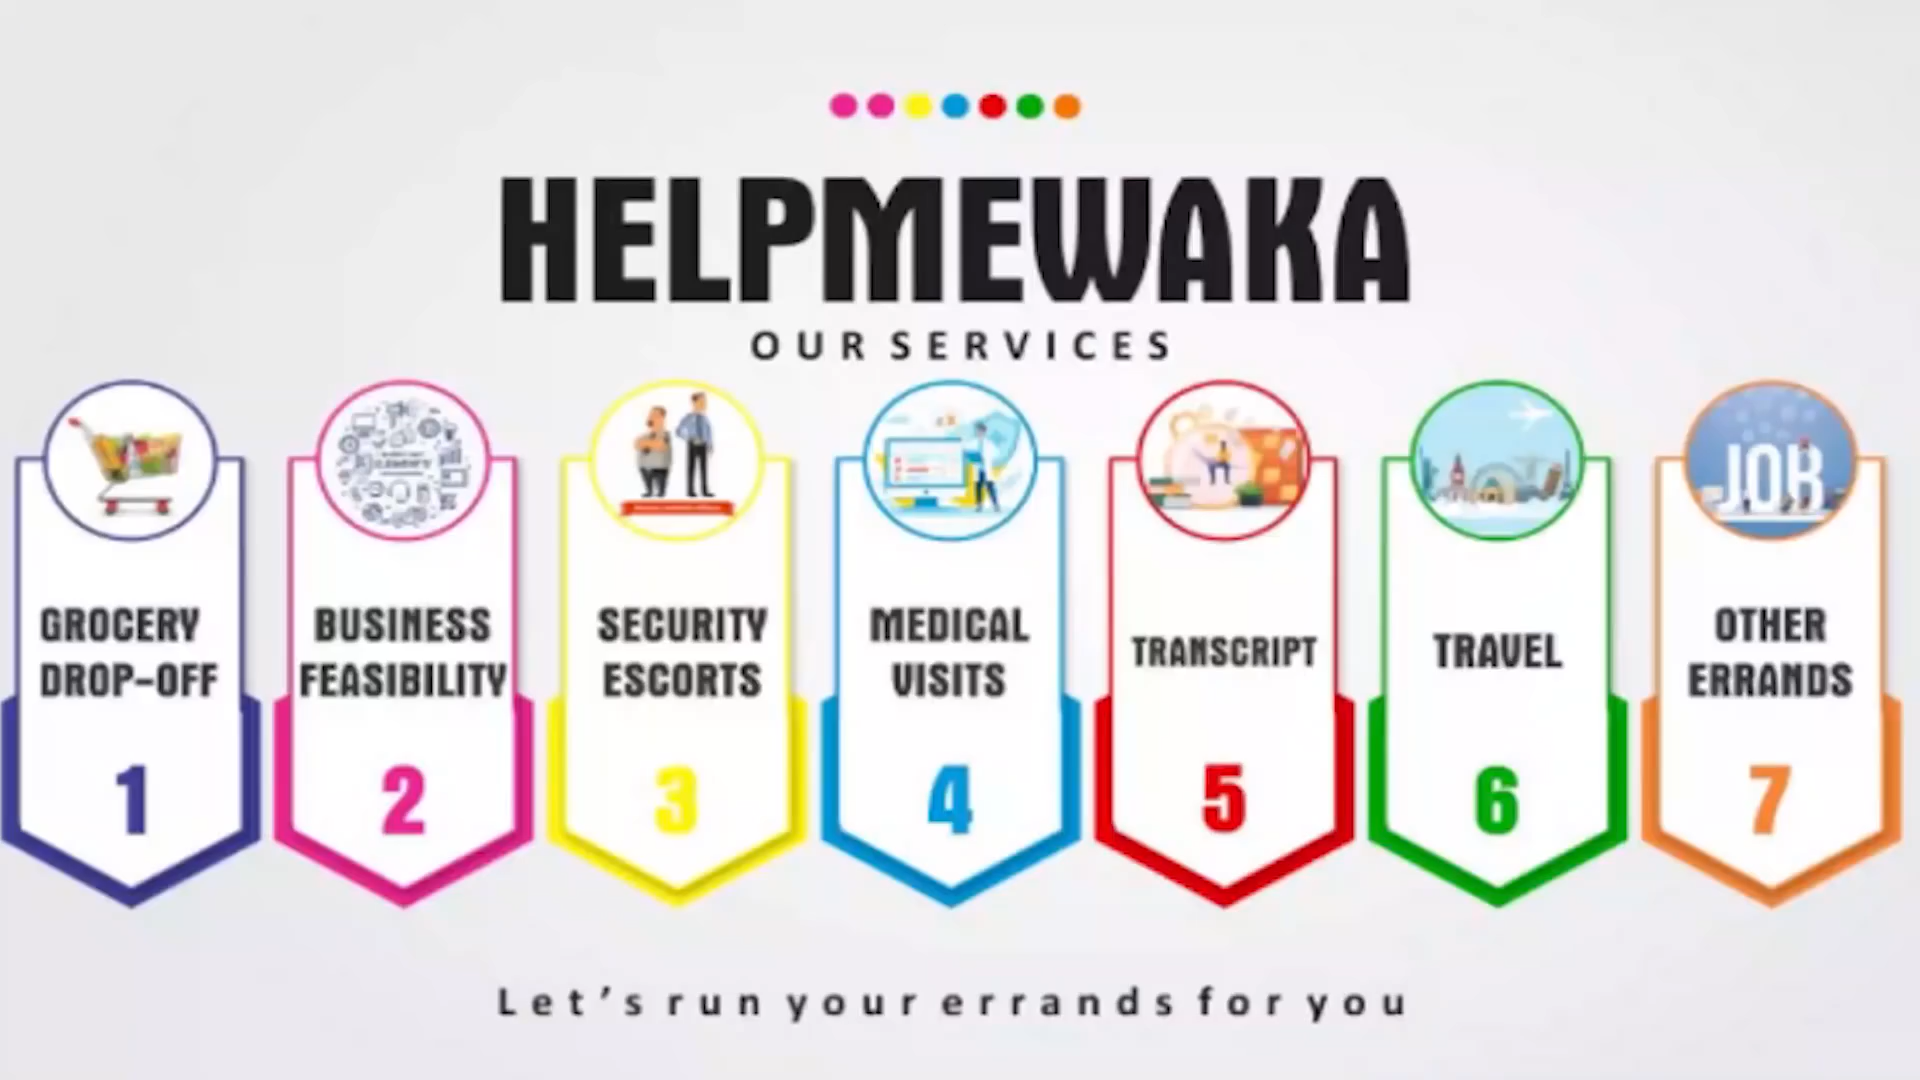 HELPMEWAKA
OUR SERVICES
JOB
GROCERY
DROP-OFF
1
BUSINESS
FEASIBILITY
2
SECURITY
ESCORTS
3
MEDICAL
VISITS
4
TRANSCRIPT
5
TRAVEL
6
OTHER
ERRANDS
7
Let's run your errands for you